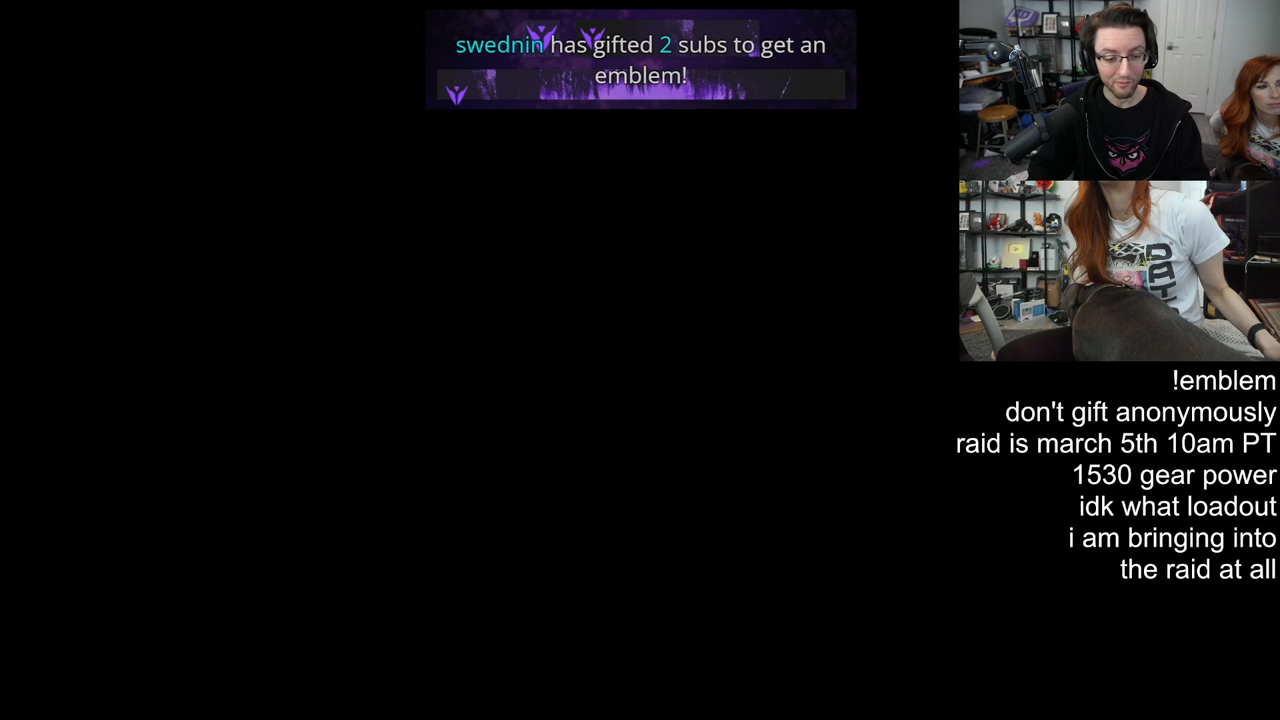 swednin has gifted 2 subs to get an
emblem!
!emblem
don't gift anonymously
raid is march 5th 10am PT
1530 gear power
idk what loadout
i am bringing into
the raid at all